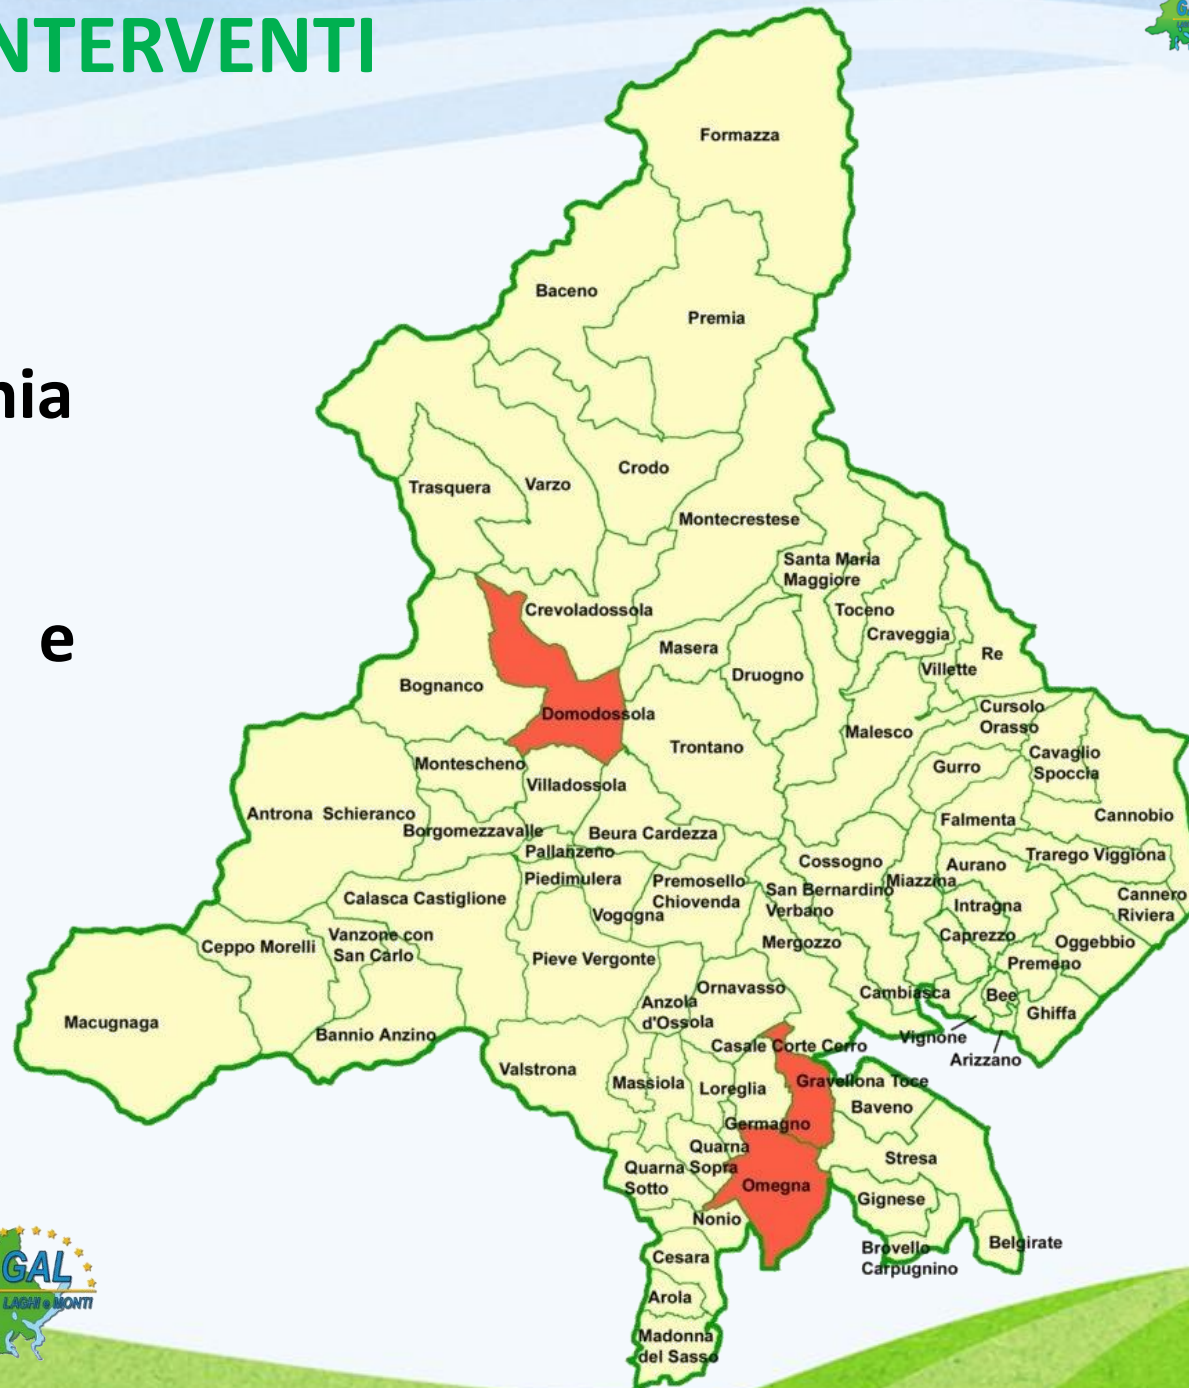 NTERVENTI
Formazza
Baceno
Premia
nia
Crodo
Trasquera
Varzo
Montecrestese
Santa Maria
Maggiore
Crevoladossola
Toceno
Craveggia
e
Masera
Re
Villette
Druogno
Bognanco
Cursolo
Orasso
Domodossola
Malesco
Trontano
Cavaglio
Spoccia
Montescheno
Gurro
Villadossola
Antrona Schieranco
Cannobio
Falmenta
Borgomezzavalle
Beura Cardezza
Pallanzeno
Trarego Viggiona
Cossogno
Aurano
Piedimulera
Premosello
Chiovenda
Miazzina
San Bernardino
Verbano
Calasca Castiglione
Cannero
Riviera
Intragna
Vogogna
Vanzone con
San Carlo
Caprezzo
Ceppo Morelli
Mergozzo
Oggebbio
Pieve Vergonte
Premeno
Ornavasso
Cambiasca
Bee
Anzola
d'Ossola
Ghiffa
Macugnaga
Bannio Anzino
Vignone
Casale Corte Cerro
Arizzano
Valstrona
Massiola
Loreglia
Gravellona Toce
Baveno
Germagno
Quarna
Sopra
Stresa
Quarna
Sotto
Omegna
Gignese
Nonio
Cesara
Brovello
Carpugnino
Belgirate
GAL
LAGHI e MONTI
Arola
Madonna
del Sasso